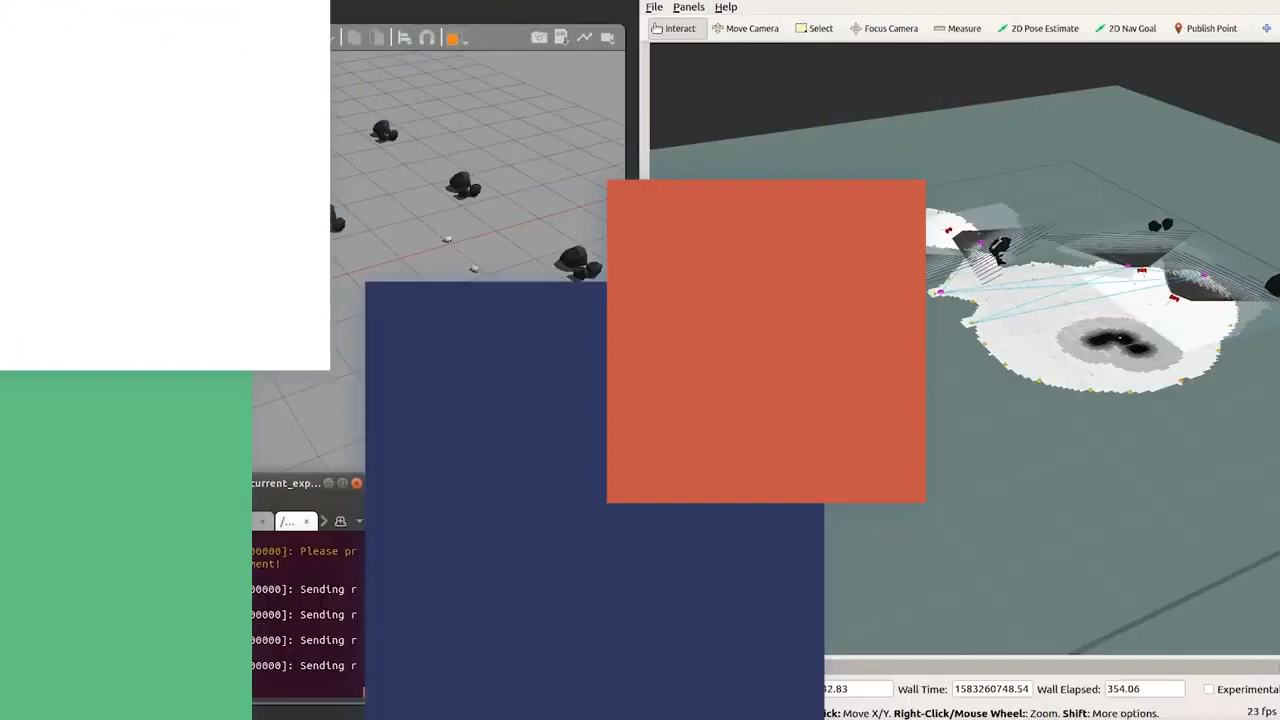 File Panels Help
Interact Move Camera Select Focus Camera Measure 2D Pose Estimate 2D Nav Goal Publish Point
current_exp...
/...
00000]: Please pr
ment!
00000]: Sending r
00000]: Sending r
00000]: Sending r
00000]: Sending r
42.83 Wall Time: 1583260748.54 Wall Elapsed: 354.06 Experimental
ick: Move X/Y. Right-Click/Mouse Wheel:: Zoom. Shift: More options. 23 fps